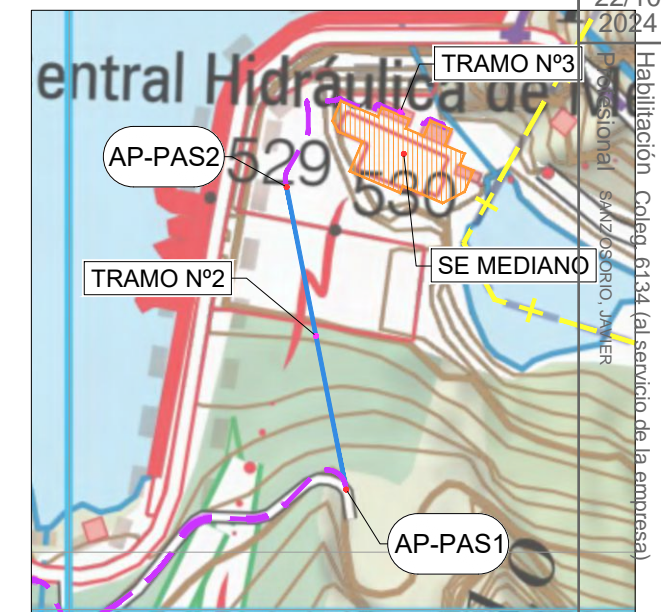 22/10
2024
Habilitación Coleg. 6134 (al servicio de la empresa)
Profesional SANZ OSORIO, JAVIER
entral Hidráulica de Me
TRAMO Nº3
AP-PAS2
529
530
SE MEDIANO
TRAMO Nº2
AP-PAS1